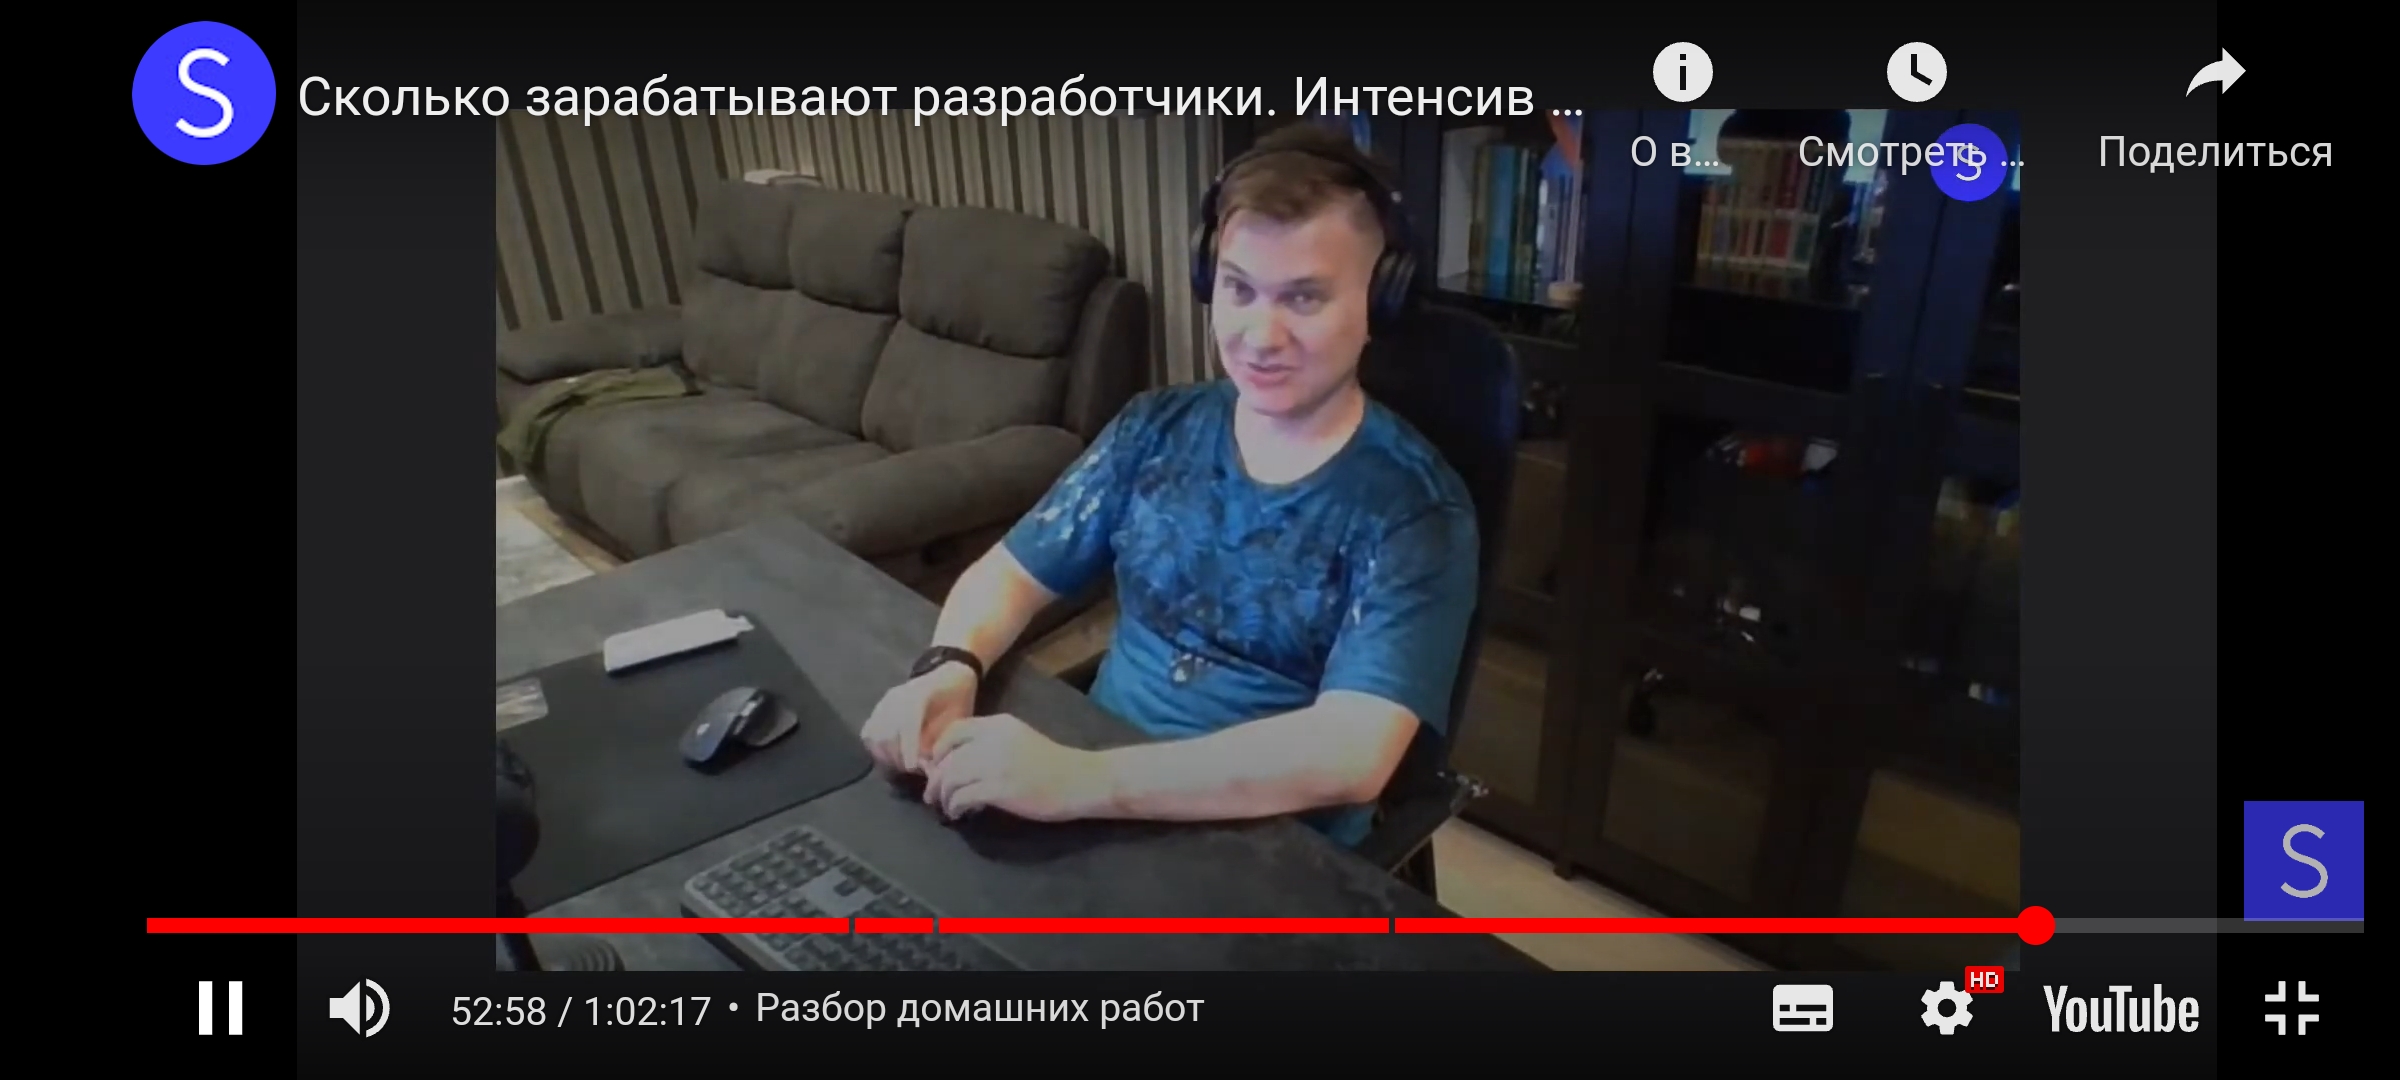 S
Сколько зарабатывают разработчики. Интенсив ...
О в...
Смотреть ...
Поделиться
S
S
52:58 / 1:02:17 • Разбор домашних работ
HD
YouTube